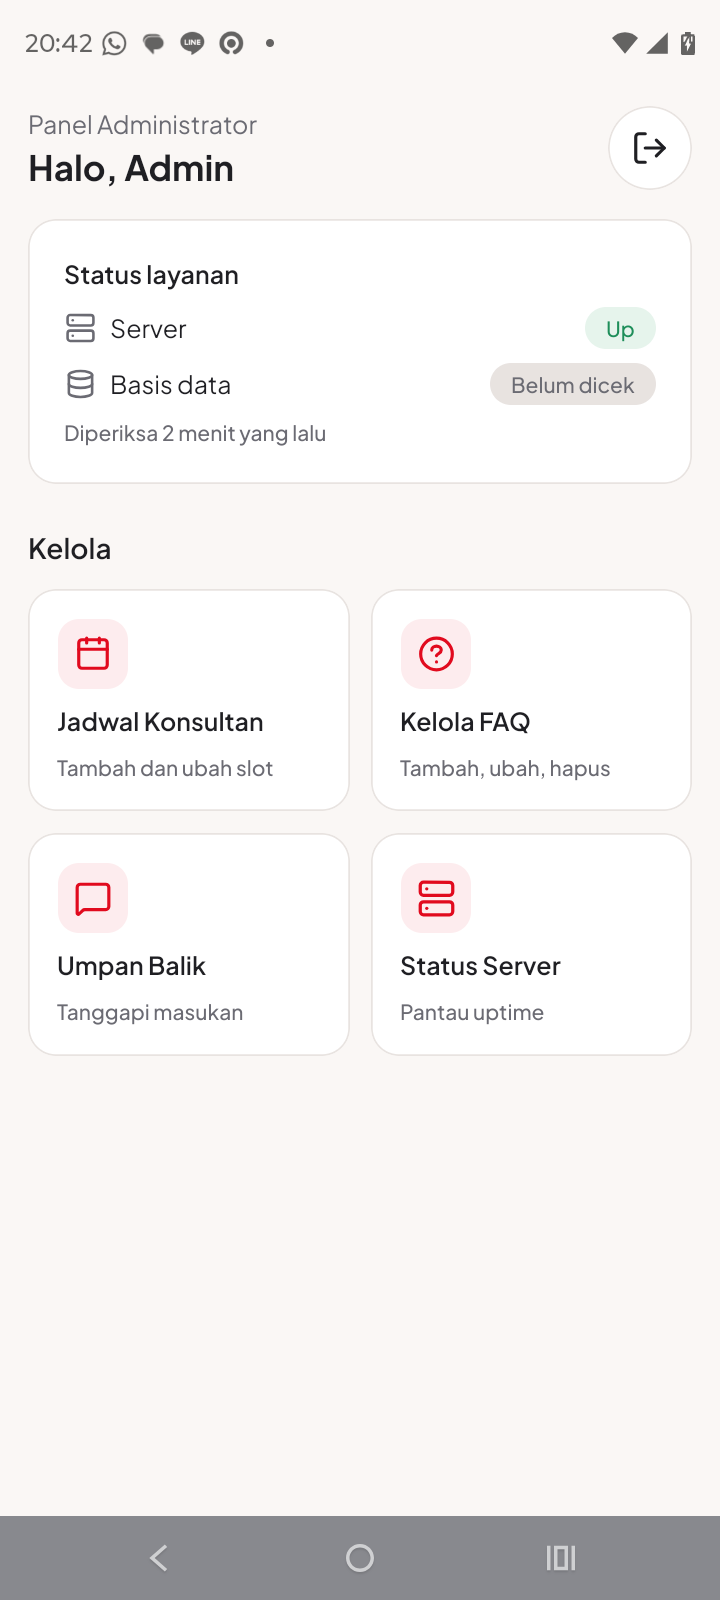 20:42
LINE
Panel Administrator
Halo, Admin
Status layanan
Server
Up
Basis data
Belum dicek
Diperiksa 2 menit yang lalu
Kelola
Jadwal Konsultan
Tambah dan ubah slot
Kelola FAQ
Tambah, ubah, hapus
Umpan Balik
Tanggapi masukan
Status Server
Pantau uptime